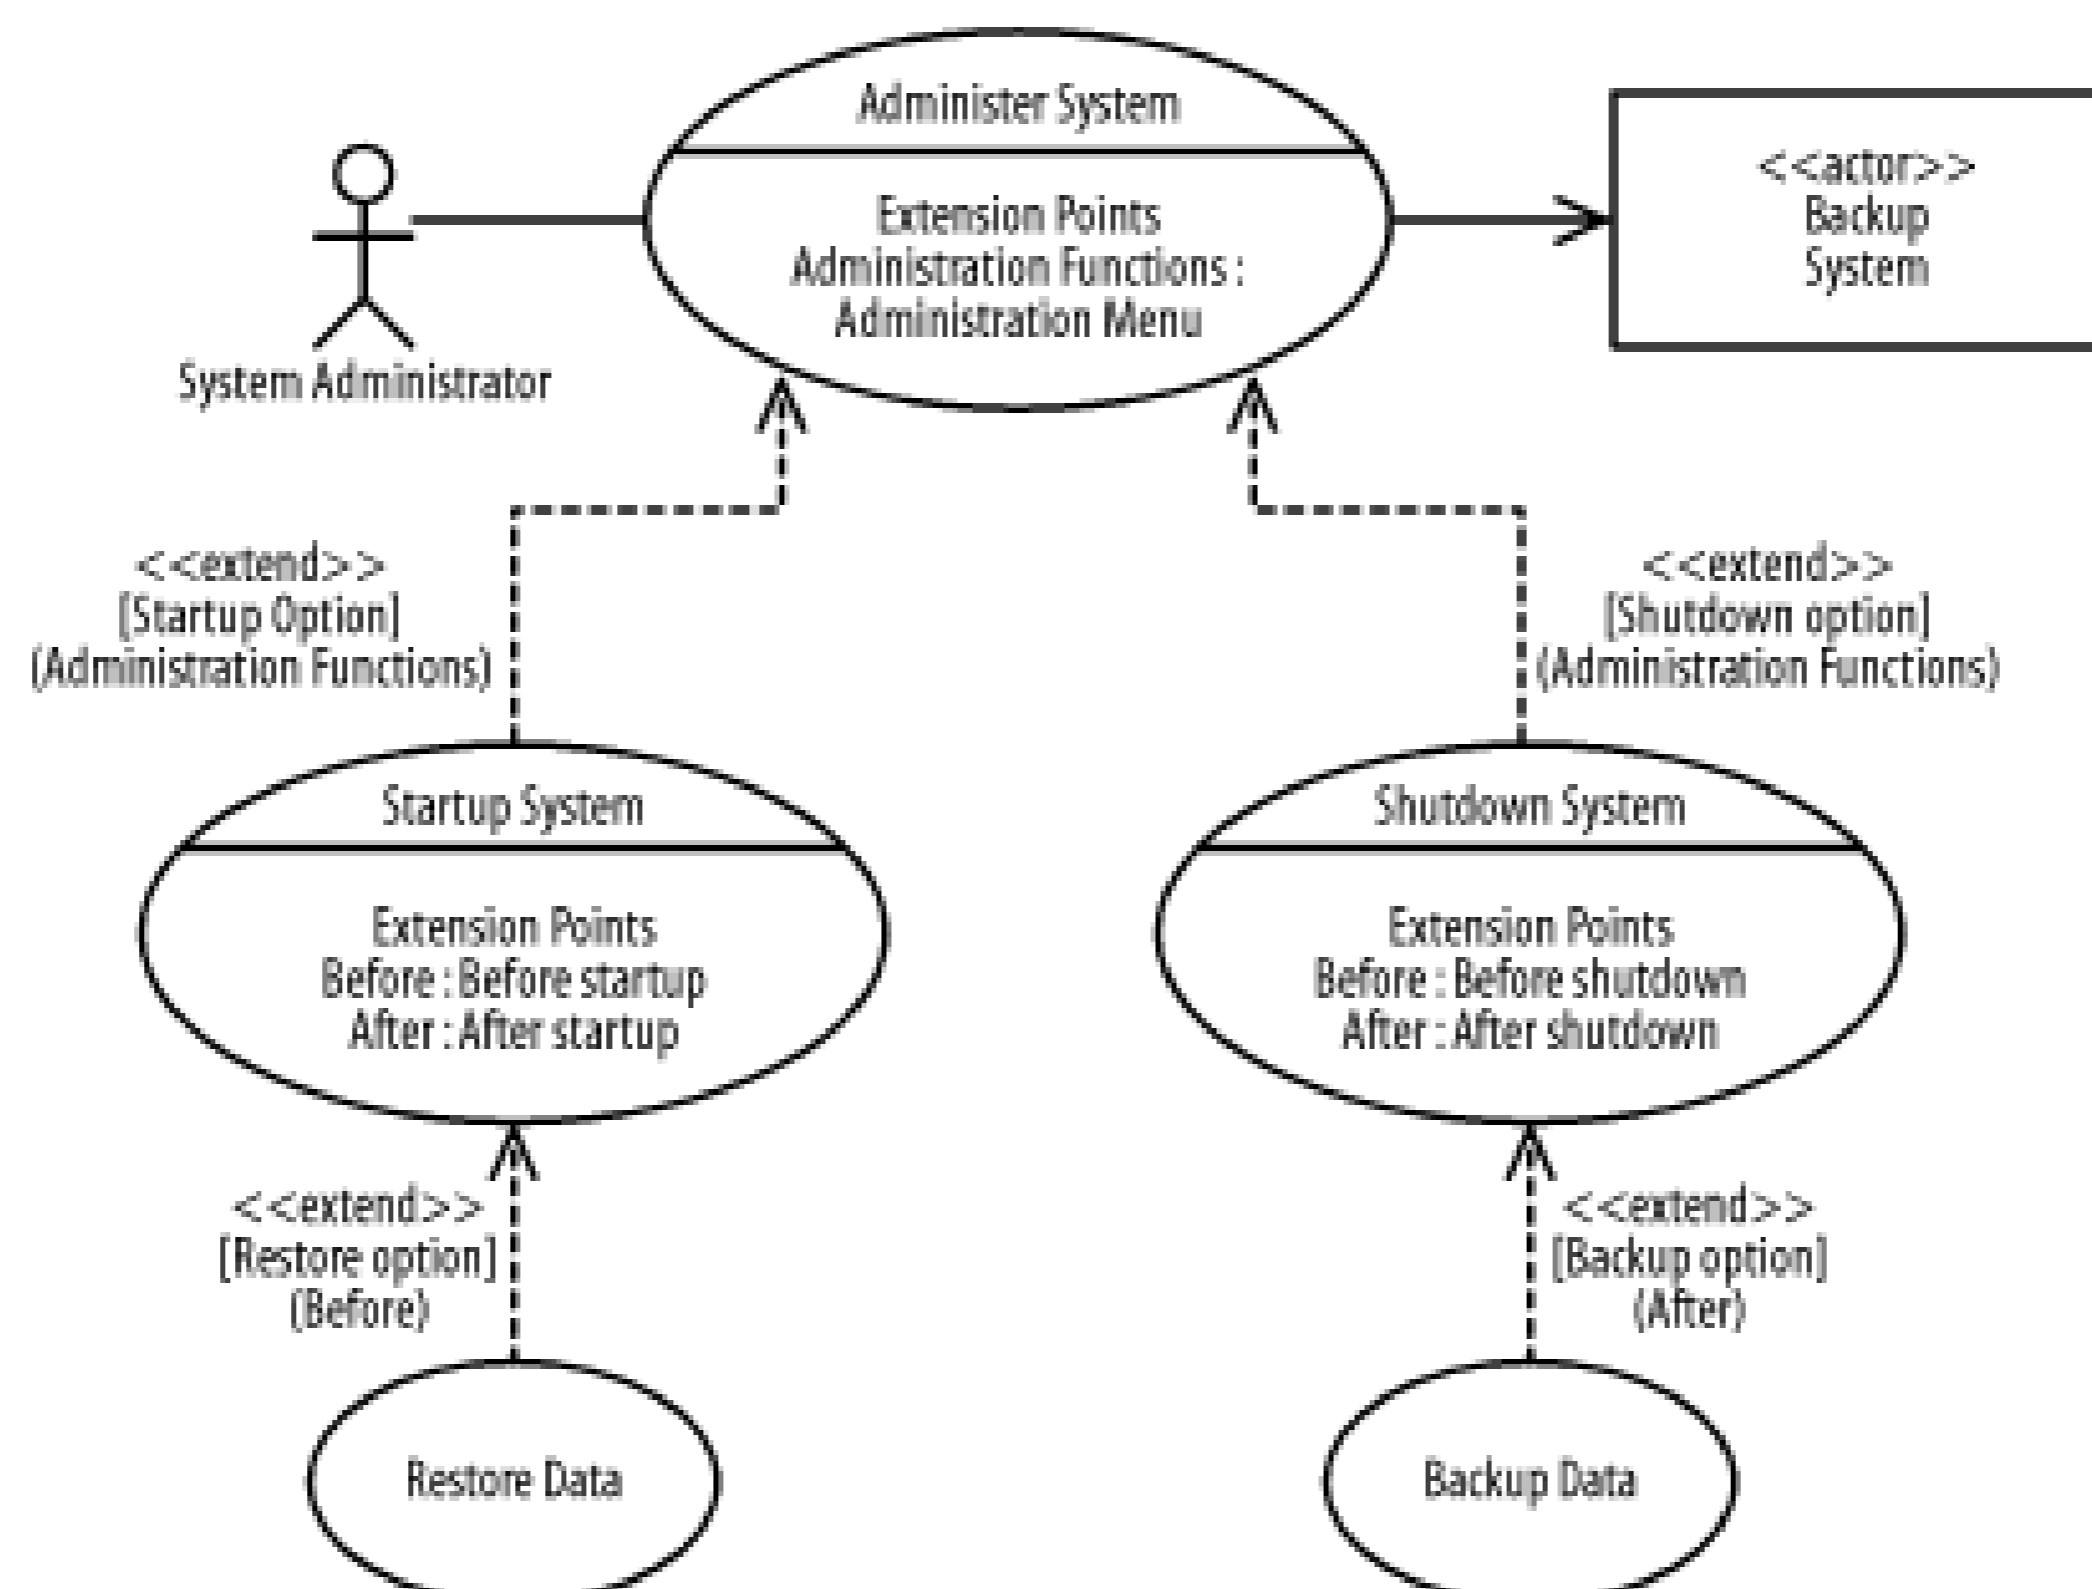 Administer System
Extension Points
Administration Functions :
Administration Menu
<<actor>>
Backup
System
System Administrator
<<extend>>
[Startup Option]
(Administration Functions)
<<extend>>
[Shutdown option]
(Administration Functions)
Startup System
Extension Points
Before : Before startup
After : After startup
Shutdown System
Extension Points
Before : Before shutdown
After : After shutdown
<<extend>>
[Restore option]
(Before)
<<extend>>
[Backup option]
(After)
Restore Data
Backup Data